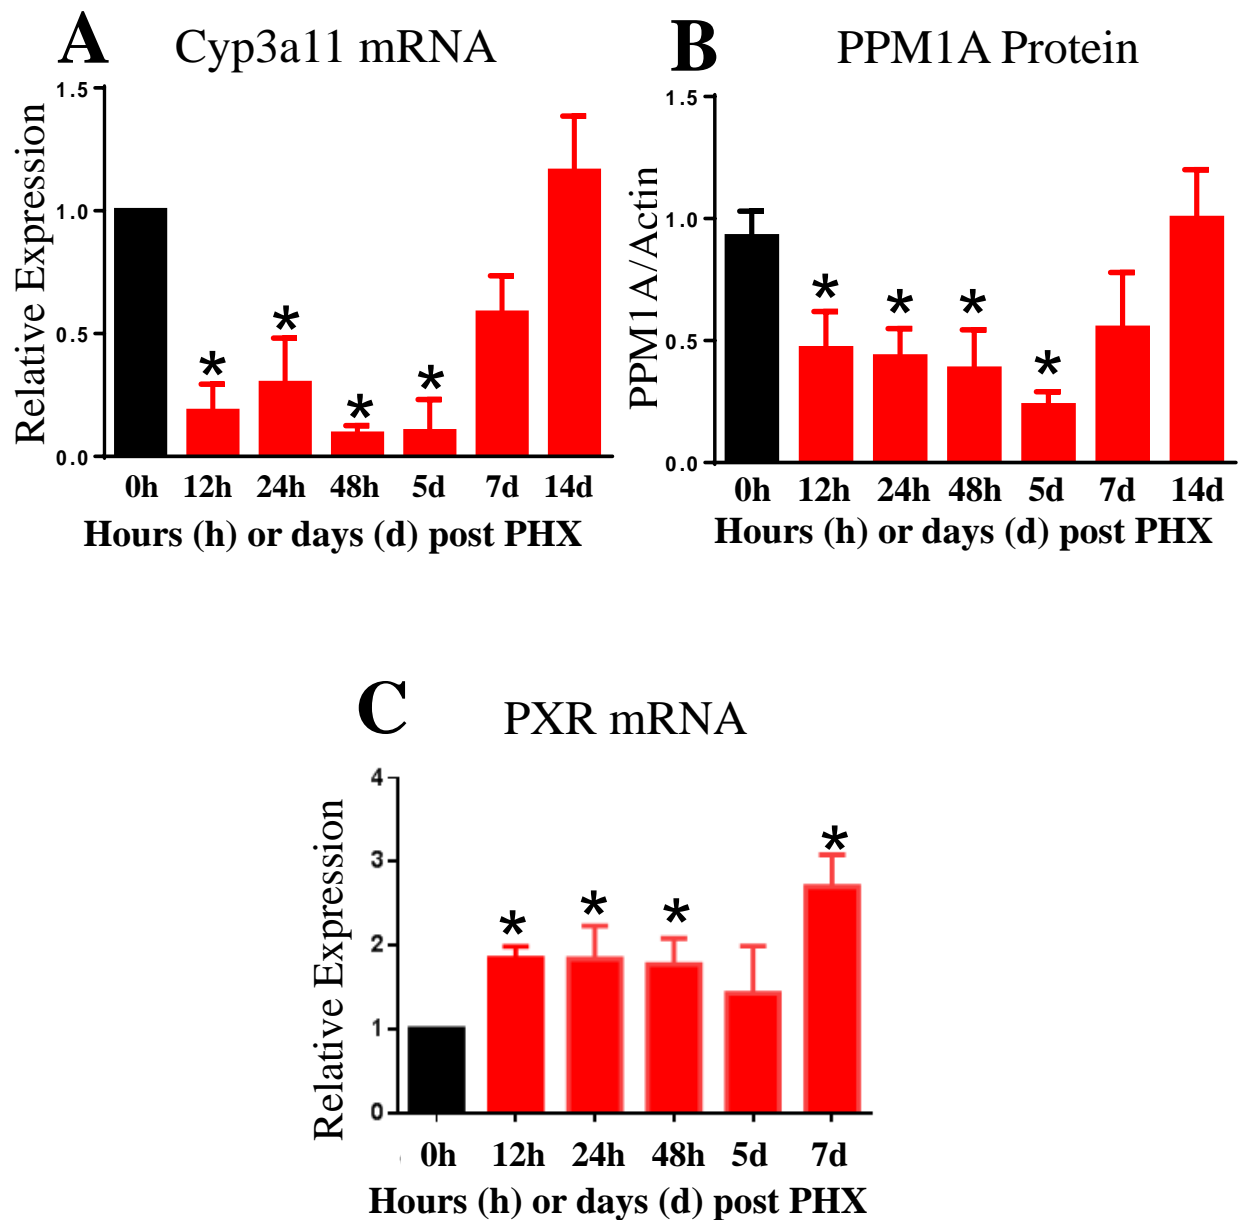 A Cyp3a11 mRNA
Relative Expression
1.5
1.0
0.5
0.0
* * * *
0h 12h 24h 48h 5d 7d 14d
Hours (h) or days (d) post PHX
B PPM1A Protein
PPM1A/Actin
1.5
1.0
0.5
0.0
* * * *
0h 12h 24h 48h 5d 7d 14d
Hours (h) or days (d) post PHX
C PXR mRNA
Relative Expression
4
3
2
1
0
* * * *
0h 12h 24h 48h 5d 7d
Hours (h) or days (d) post PHX